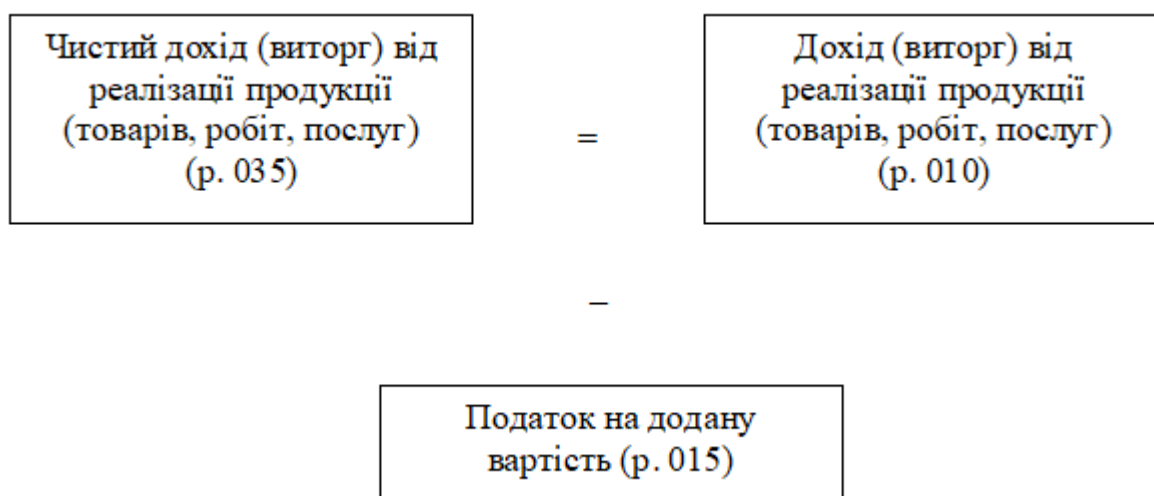 Чистий дохід (виторг) від
реалізації продукції
(товарів, робіт, послуг)
(р. 035)
=
Дохід (виторг) від
реалізації продукції
(товарів, робіт, послуг)
(р. 010)
–
Податок на додану
вартість (р. 015)